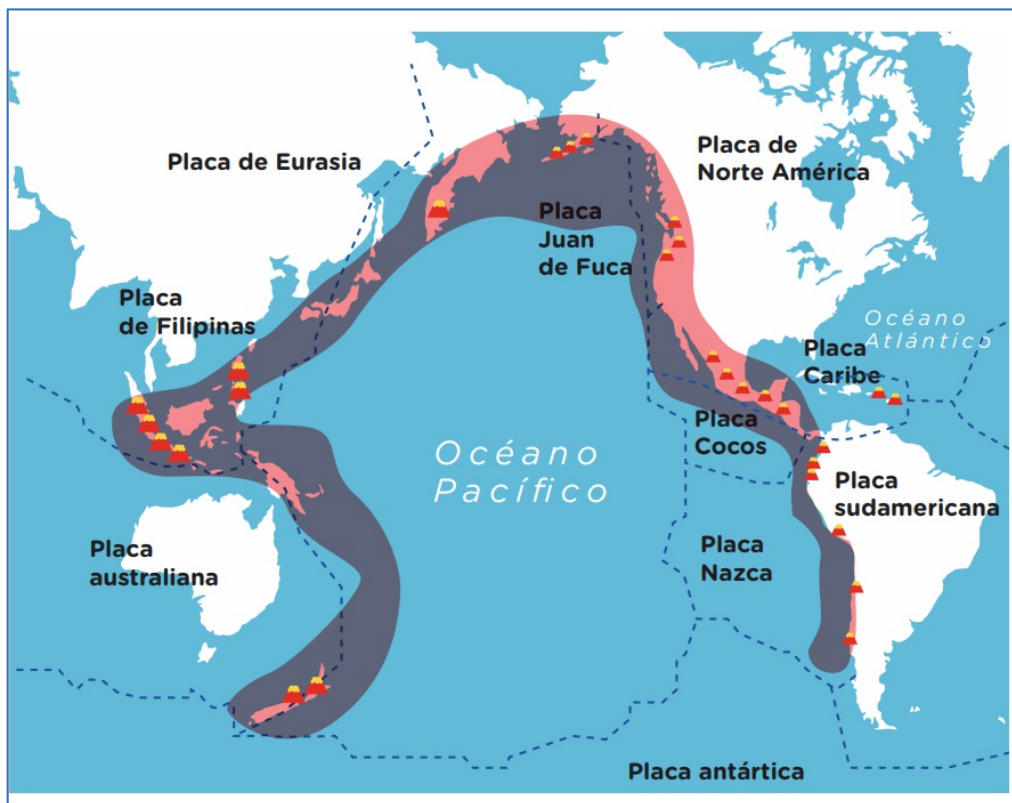 Placa de Eurasia
Placa de
Norte América
Placa
Juan
de Fuca
Placa
de Filipinas
Océano
Atlántico
Placa
Caribe
Placa
Cocos
Océano
Pacífico
Placa
sudamericana
Placa
australiana
Placa
Nazca
Placa antártica